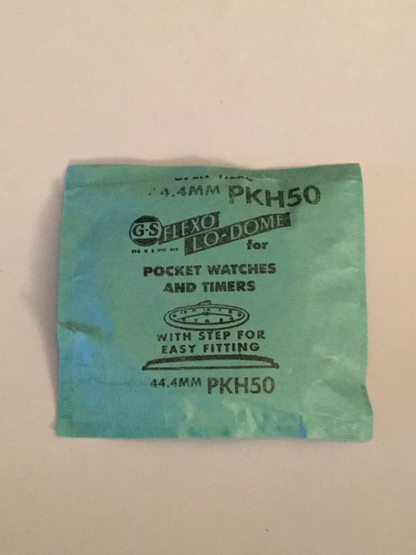 44.4MM PKH50
G-S FLEXO
LO-DOME
for
POCKET WATCHES
AND TIMERS
WITH STEP FOR
EASY FITTING
44.4MM PKH50